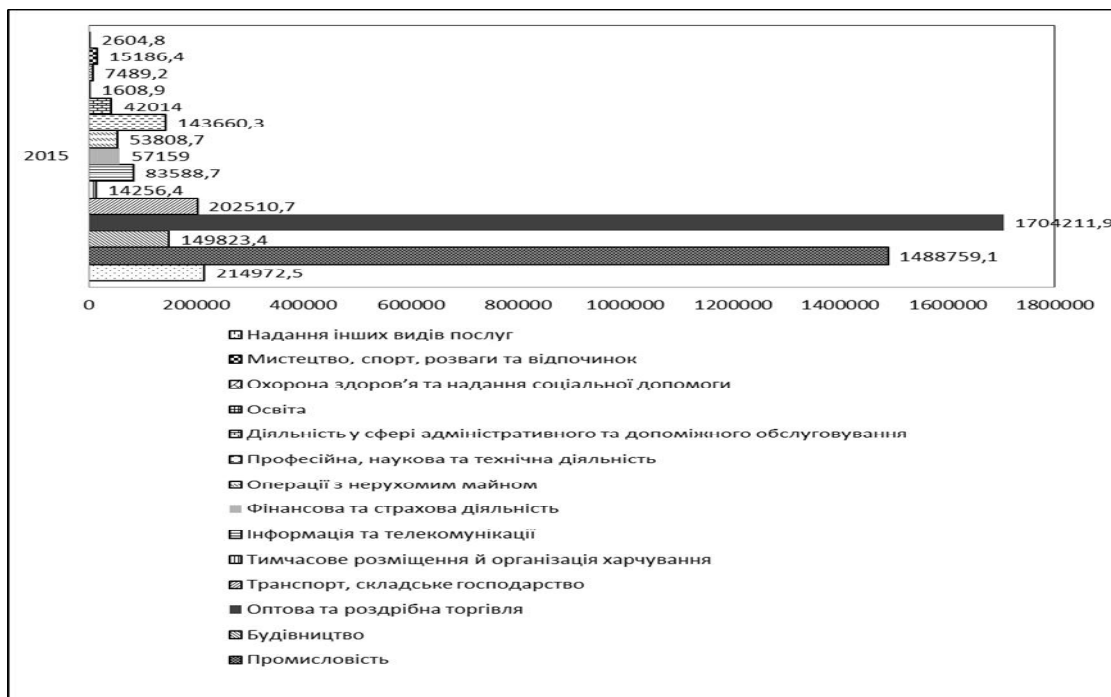 2604,8
15186,4
7489,2
1608,9
42014
143660,3
53808,7
2015
57159
83588,7
14256,4
202510,7
1704211,9
149823,4
1488759,1
214972,5
0 200000 400000 600000 800000 1000000 1200000 1400000 1600000 1800000
Надання інших видів послуг
Мистецтво, спорт, розваги та відпочинок
Охорона здоров’я та надання соціальної допомоги
Освіта
Діяльність у сфері адміністративного та допоміжного обслуговування
Професійна, наукова та технічна діяльність
Операції з нерухомим майном
Фінансова та страхова діяльність
Інформація та телекомунікації
Тимчасове розміщення й організація харчування
Транспорт, складське господарство
Оптова та роздрібна торгівля
Будівництво
Промисловість